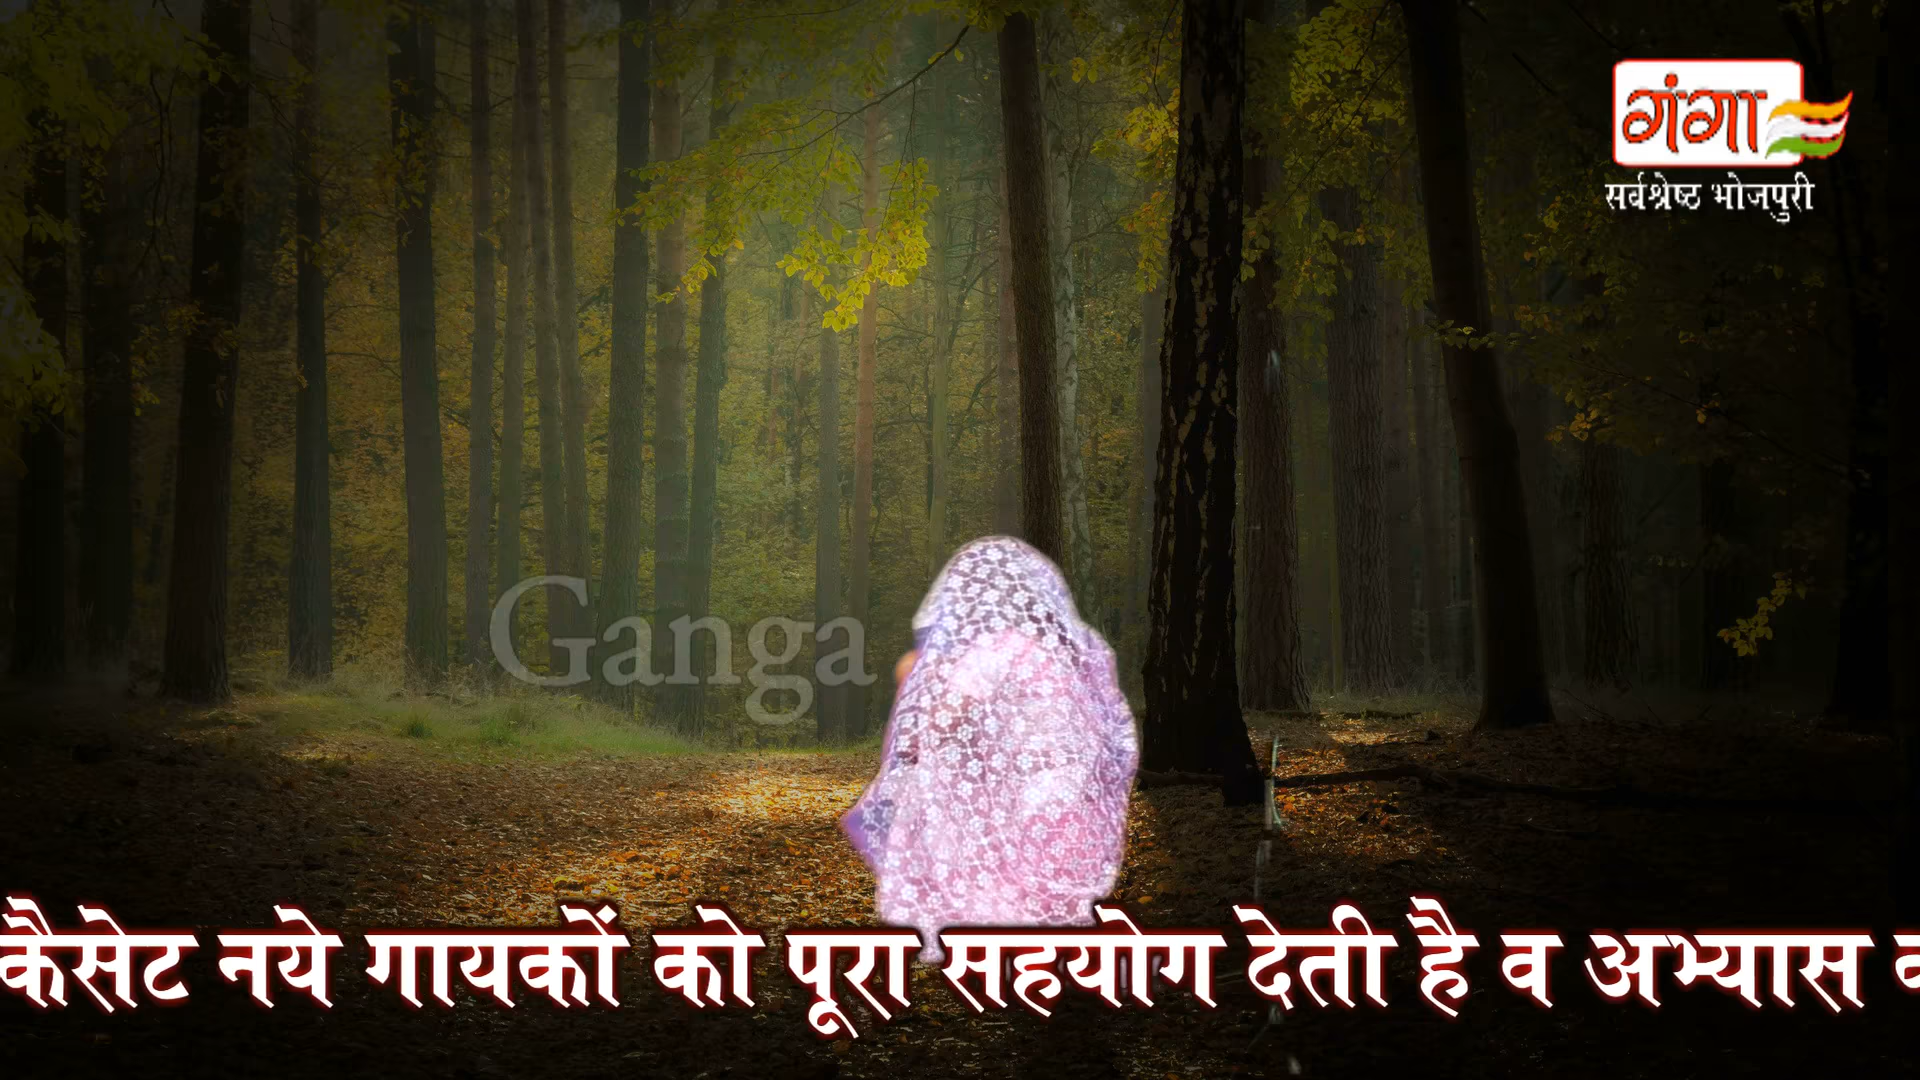 गंगा
सर्वश्रेष्ठ भोजपुरी
Ganga
कैसेट नये गायकों को पूरा सहयोग देती है व अभ्यास